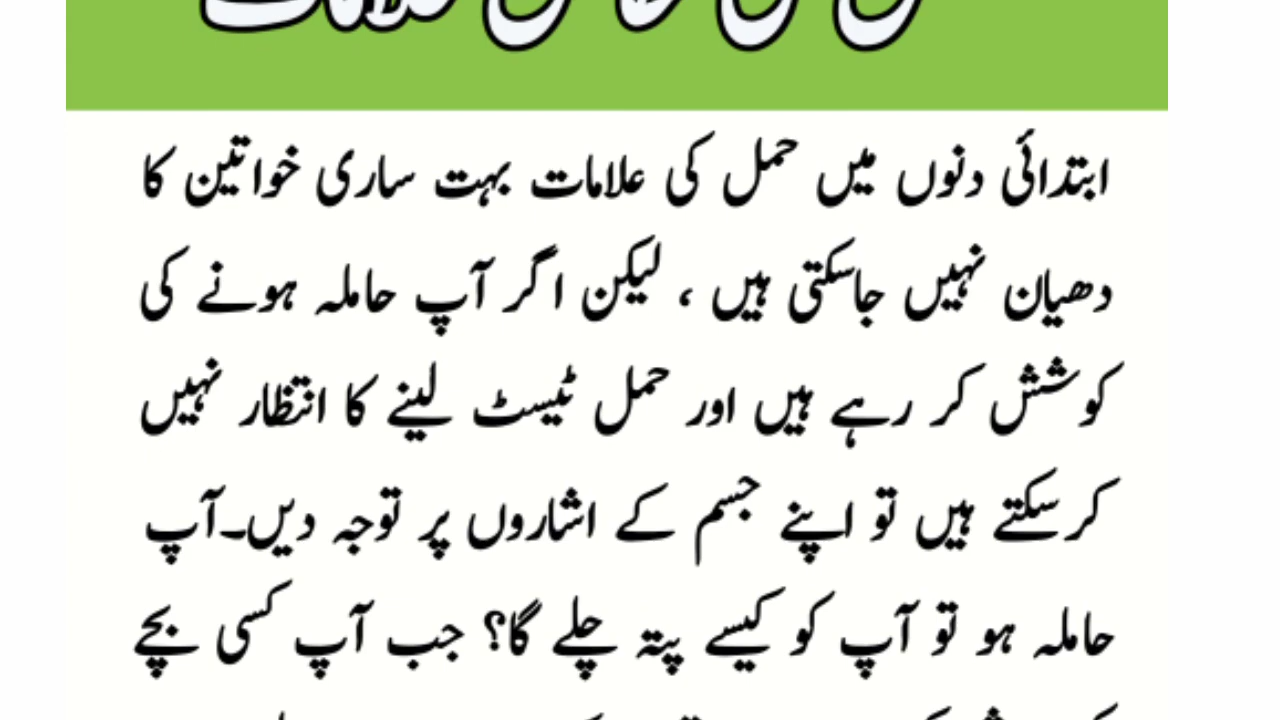 علامات
ابتدائی دنوں میں حمل کی علامات بہت ساری خواتین کا
دھیان نہیں جاسکتی ہیں ، لیکن اگر آپ حاملہ ہونے کی
کوشش کر رہے ہیں اور حمل ٹیسٹ لینے کا انتظار نہیں
کرسکتے ہیں تو اپنے جسم کے اشاروں پر توجہ دیں۔آپ
حاملہ ہو تو آپ کو کیسے پتہ چلے گا؟ جب آپ کسی بچے